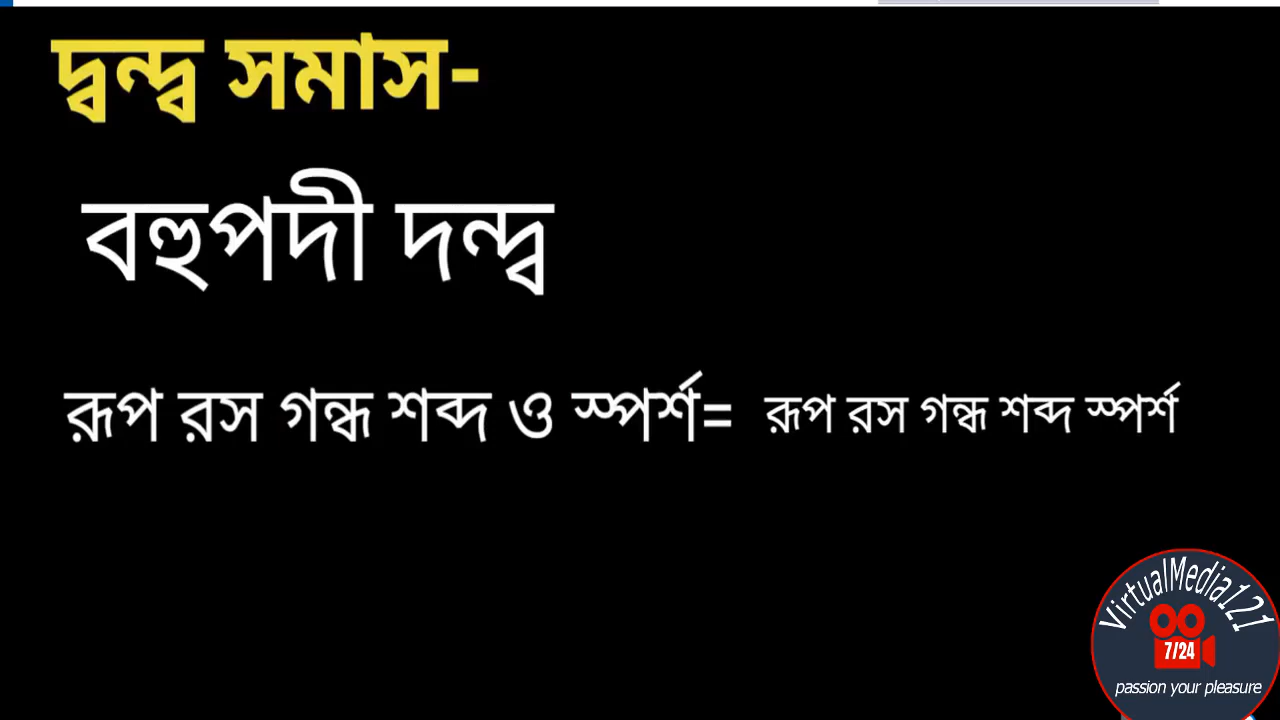 দ্বন্দ্ব সমাস-
বহুপদী দন্দ্ব
রূপ রস গন্ধ শব্দ ও স্পর্শ= রূপ রস গন্ধ শব্দ স্পর্শ
VirtualMedia121
7/24
passion your pleasure